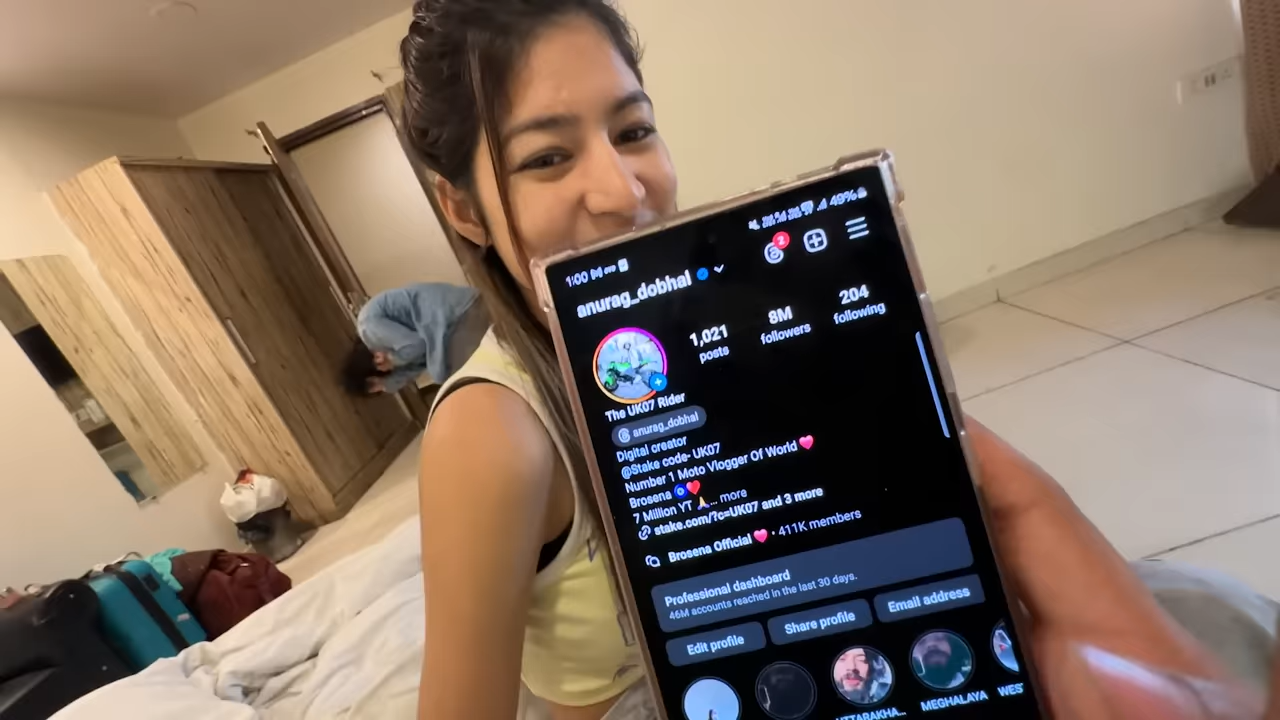 1:00
49%
anurag_dobhal
2
1,021 posts
8M followers
204 following
The UK07 Rider
anurag_dobhal
Digital creator
@Stake code- UK07
Number 1 Moto Vlogger Of World 💗
Brosena 🧿❤️
7 Million YT 🙏... more
stake.com/?c=UK07 and 3 more
Brosena Official 💗 · 411K members
Professional dashboard
46M accounts reached in the last 30 days.
Edit profile
Share profile
Email address
UTTARAKHA...
MEGHALAYA
WES